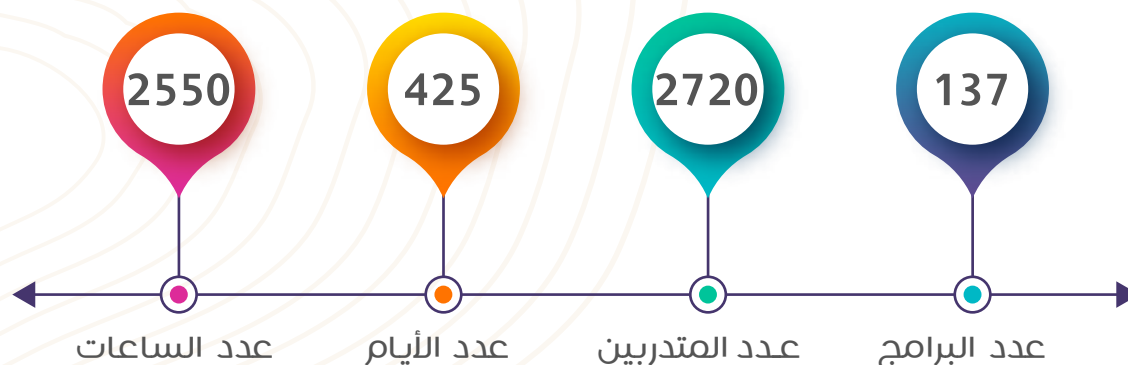 137
2720
425
2550
عدد البرامج
عدد المتدربين
عدد الأيام
عدد الساعات